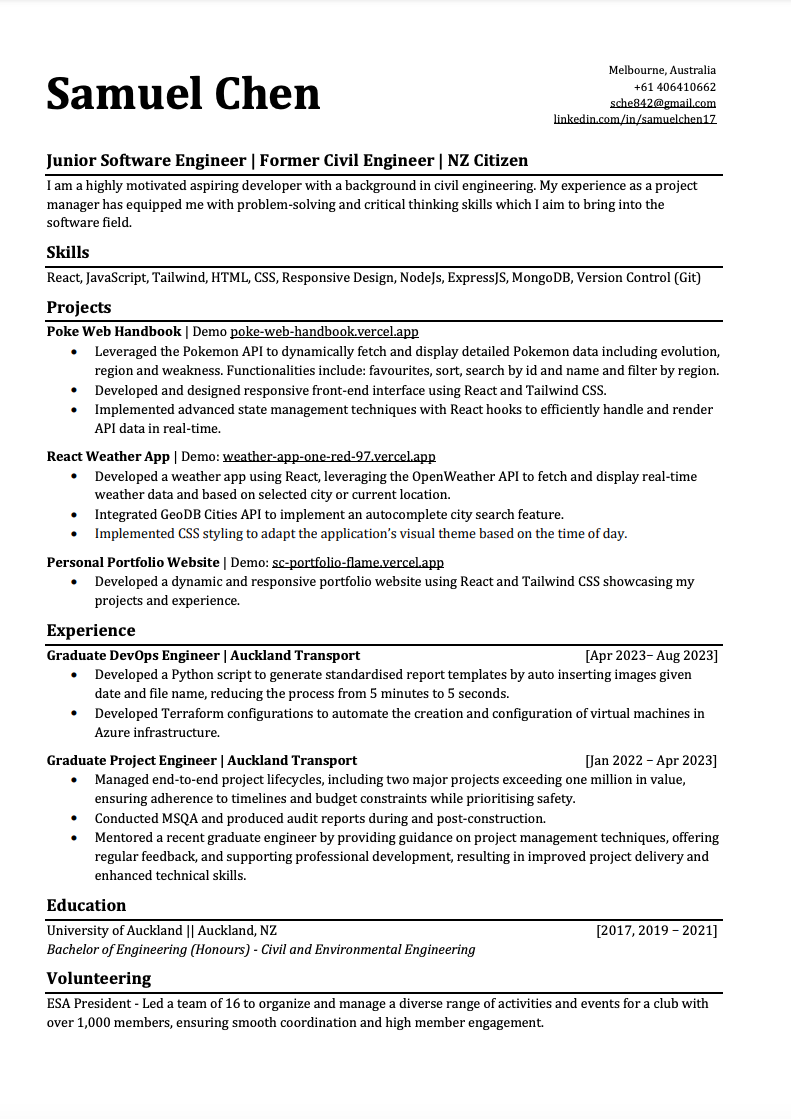 Samuel Chen
Melbourne, Australia
+61 406410662
sche842@gmail.com
linkedin.com/in/samuelchen17
Junior Software Engineer | Former Civil Engineer | NZ Citizen
I am a highly motivated aspiring developer with a background in civil engineering. My experience as a project
manager has equipped me with problem-solving and critical thinking skills which I aim to bring into the
software field.
Skills
React, JavaScript, Tailwind, HTML, CSS, Responsive Design, NodeJs, ExpressJS, MongoDB, Version Control (Git)
Projects
Poke Web Handbook | Demo poke-web-handbook.vercel.app
• Leveraged the Pokemon API to dynamically fetch and display detailed Pokemon data including evolution,
region and weakness. Functionalities include: favourites, sort, search by id and name and filter by region.
• Developed and designed responsive front-end interface using React and Tailwind CSS.
• Implemented advanced state management techniques with React hooks to efficiently handle and render
API data in real-time.
React Weather App | Demo: weather-app-one-red-97.vercel.app
• Developed a weather app using React, leveraging the OpenWeather API to fetch and display real-time
weather data and based on selected city or current location.
• Integrated GeoDB Cities API to implement an autocomplete city search feature.
• Implemented CSS styling to adapt the application's visual theme based on the time of day.
Personal Portfolio Website | Demo: sc-portfolio-flame.vercel.app
• Developed a dynamic and responsive portfolio website using React and Tailwind CSS showcasing my
projects and experience.
Experience
Graduate DevOps Engineer | Auckland Transport [Apr 2023– Aug 2023]
• Developed a Python script to generate standardised report templates by auto inserting images given
date and file name, reducing the process from 5 minutes to 5 seconds.
• Developed Terraform configurations to automate the creation and configuration of virtual machines in
Azure infrastructure.
Graduate Project Engineer | Auckland Transport [Jan 2022 – Apr 2023]
• Managed end-to-end project lifecycles, including two major projects exceeding one million in value,
ensuring adherence to timelines and budget constraints while prioritising safety.
• Conducted MSQA and produced audit reports during and post-construction.
• Mentored a recent graduate engineer by providing guidance on project management techniques, offering
regular feedback, and supporting professional development, resulting in improved project delivery and
enhanced technical skills.
Education
University of Auckland || Auckland, NZ [2017, 2019 – 2021]
Bachelor of Engineering (Honours) - Civil and Environmental Engineering
Volunteering
ESA President - Led a team of 16 to organize and manage a diverse range of activities and events for a club with
over 1,000 members, ensuring smooth coordination and high member engagement.